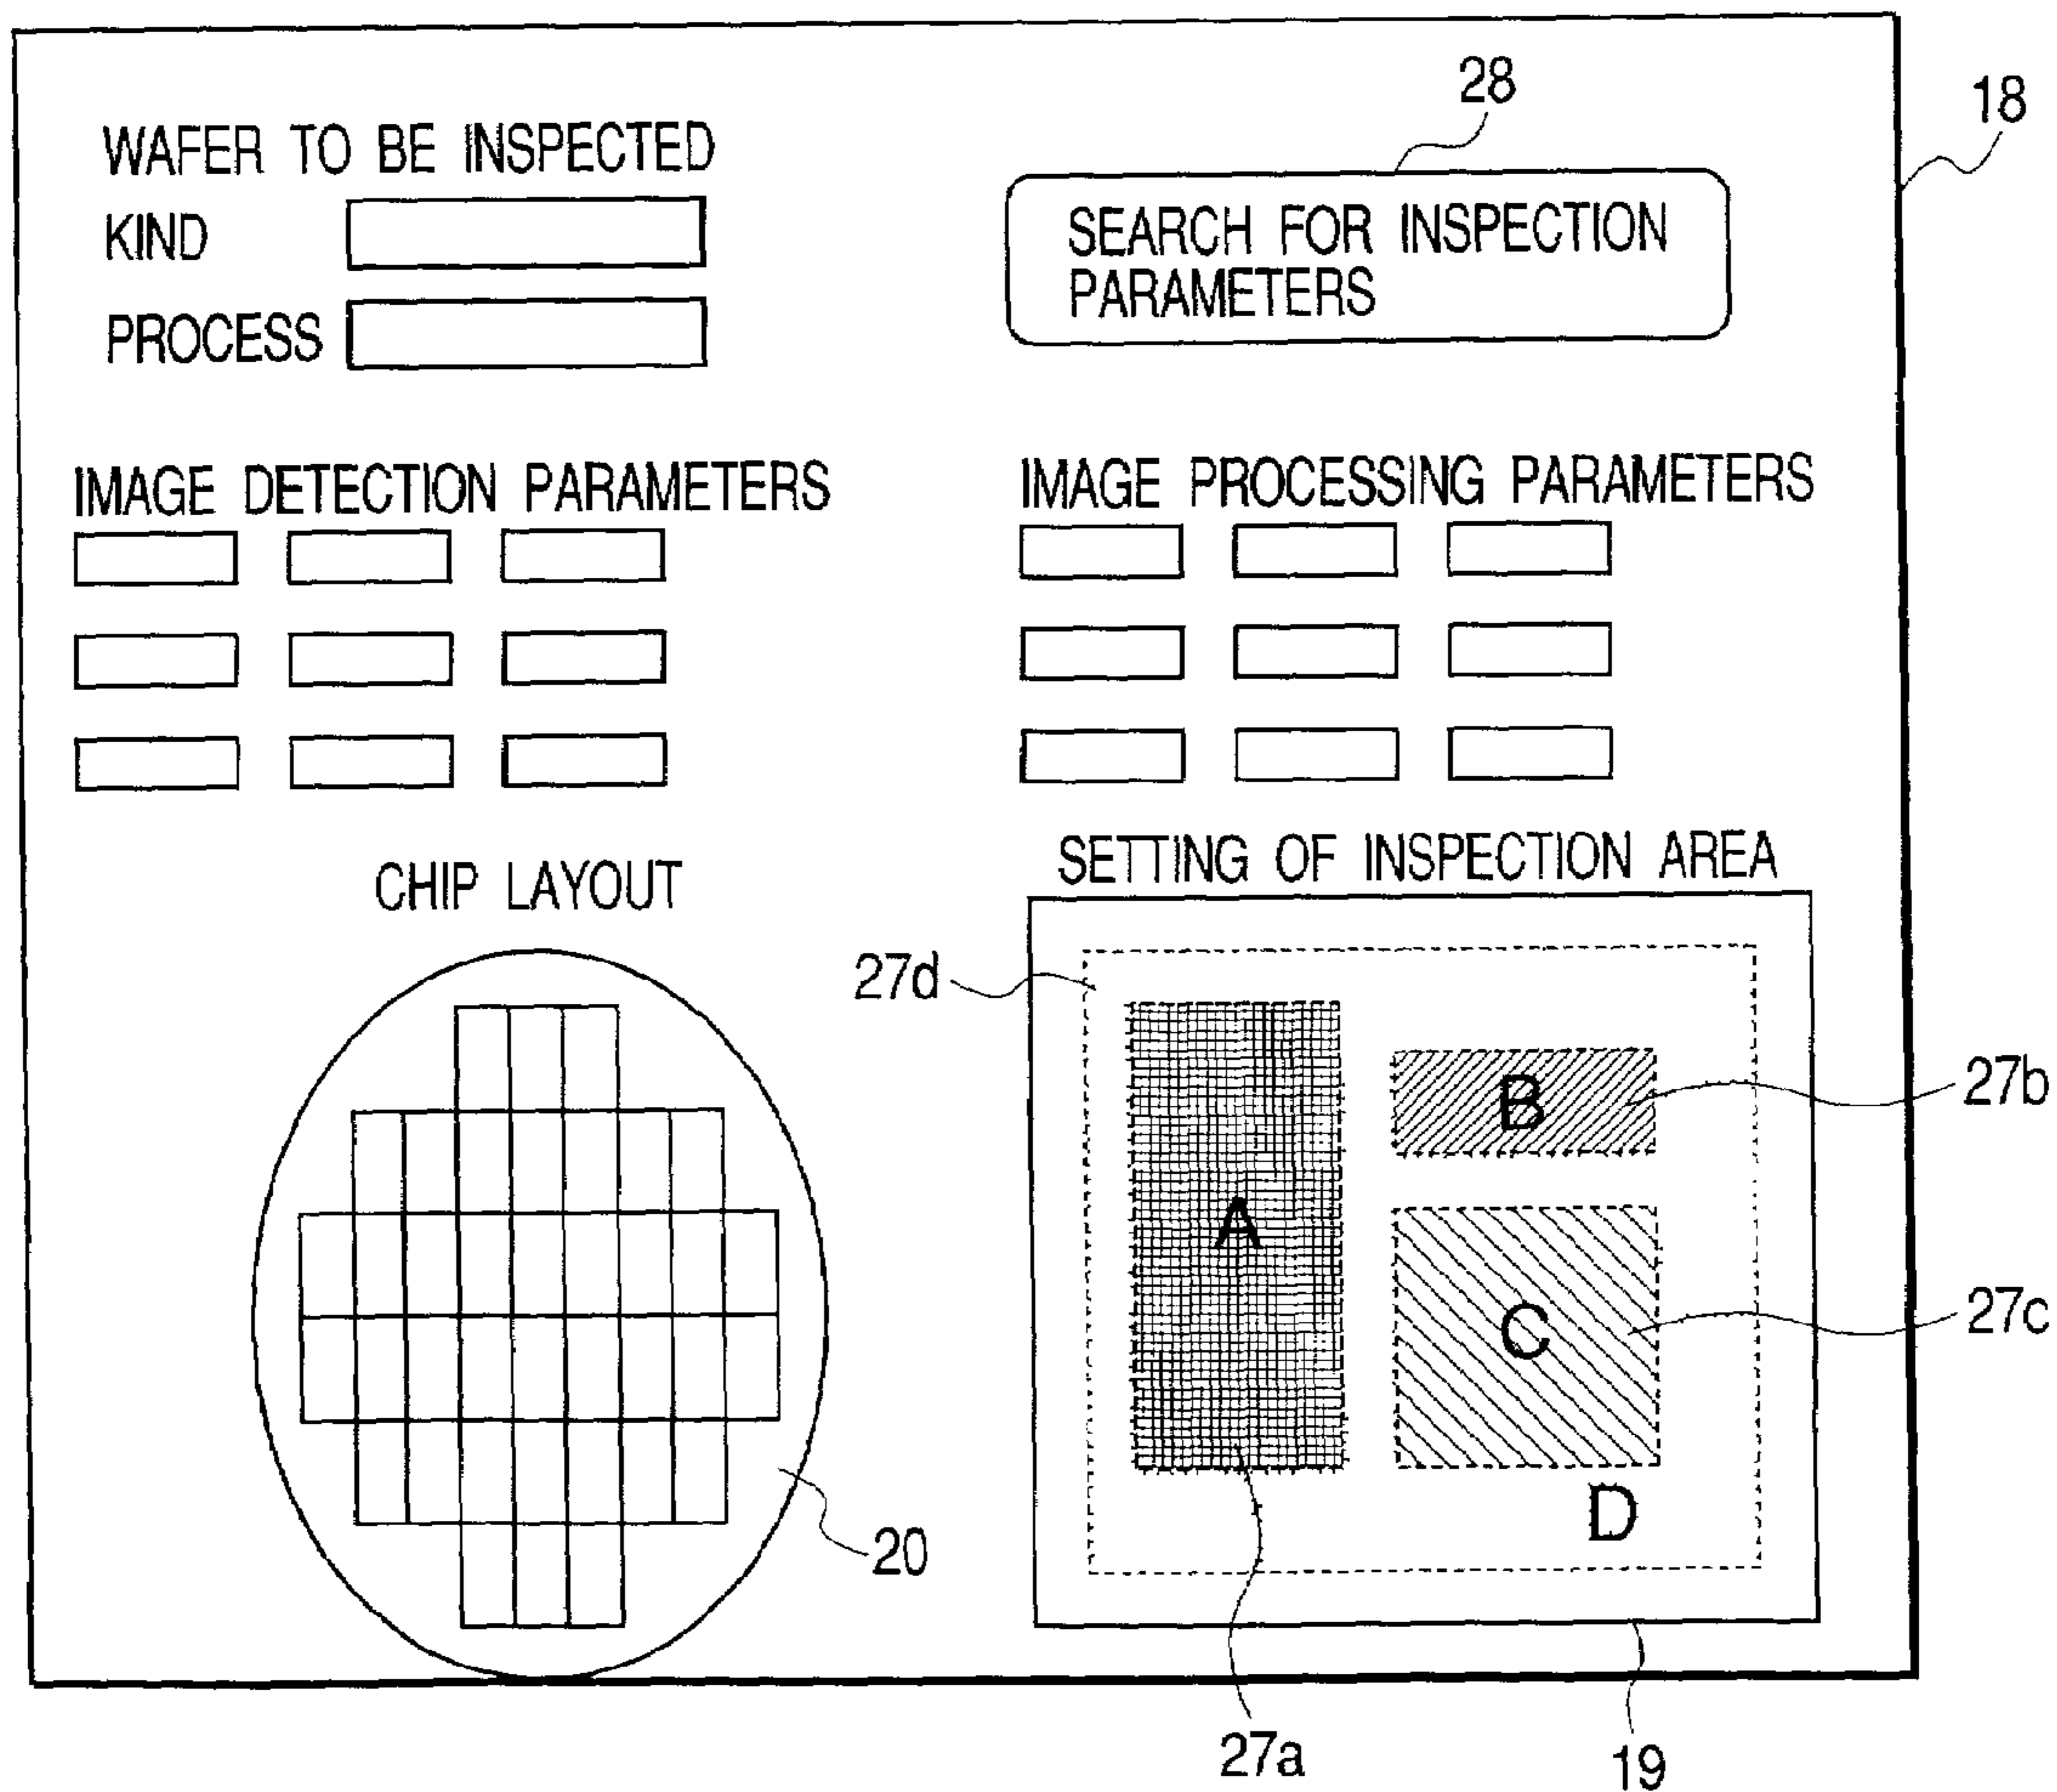 28
18
WAFER TO BE INSPECTED
KIND
PROCESS
SEARCH FOR INSPECTION
PARAMETERS
IMAGE DETECTION PARAMETERS
IMAGE PROCESSING PARAMETERS
CHIP LAYOUT
20
SETTING OF INSPECTION AREA
27d
A
B
27b
C
27c
D
27a
19